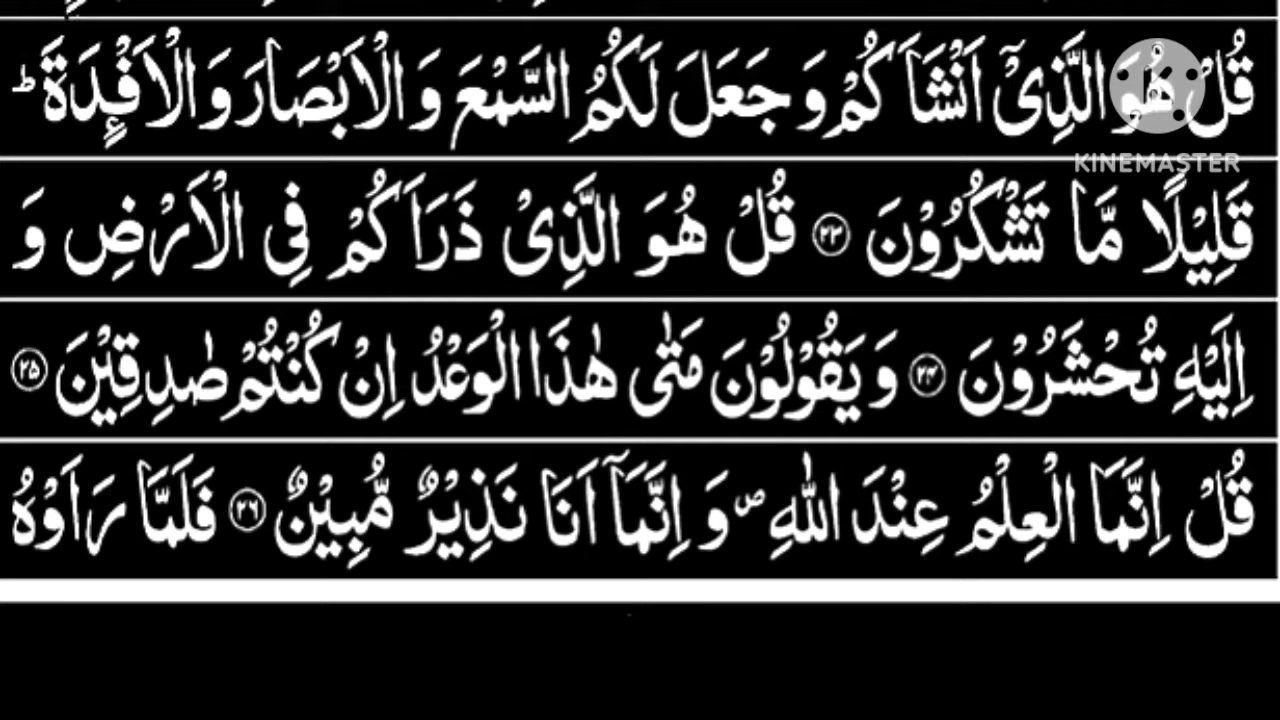 قُلْ هُوَ الَّذِیْۤ اَنْشَاَكُمْ وَ جَعَلَ لَكُمُ السَّمْعَ وَ الْاَبْصَارَ وَ الْاَفْـِٕدَةَ ؕ
KINEMASTER
قَلِیْلًا مَّا تَشْكُرُوْنَ ۝۲۳ قُلْ هُوَ الَّذِیْ ذَرَاَكُمْ فِی الْاَرْضِ وَ
اِلَیْهِ تُحْشَرُوْنَ ۝۲۴ وَ یَقُوْلُوْنَ مَتٰی هٰذَا الْوَعْدُ اِنْ كُنْتُمْ صٰدِقِیْنَ ۝۲۵
قُلْ اِنَّمَا الْعِلْمُ عِنْدَ اللّٰهِ ۪ وَ اِنَّمَاۤ اَنَا نَذِیْرٌ مُّبِیْنٌ ۝۲۶ فَلَمَّا رَاَوْهُ